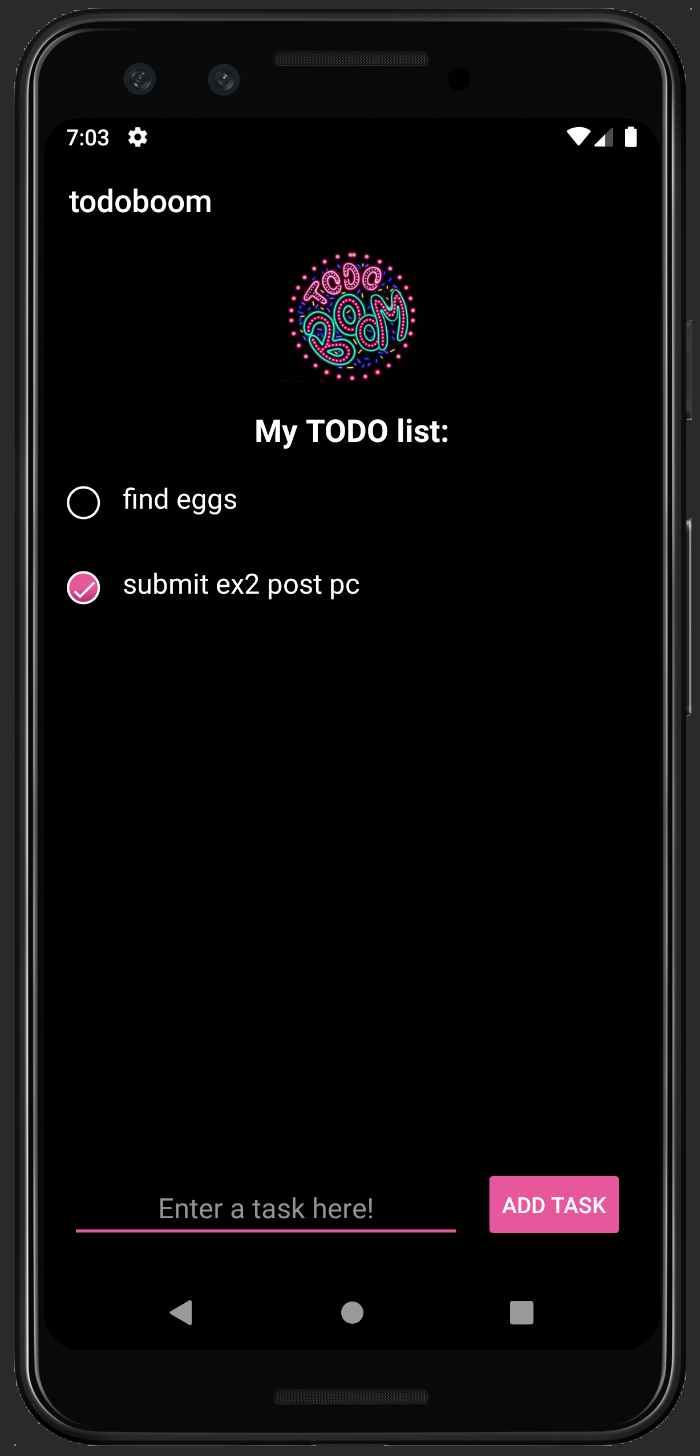 7:03
todoboom
TODO
BOOM
My TODO list:
find eggs
submit ex2 post pc
Enter a task here!
ADD TASK